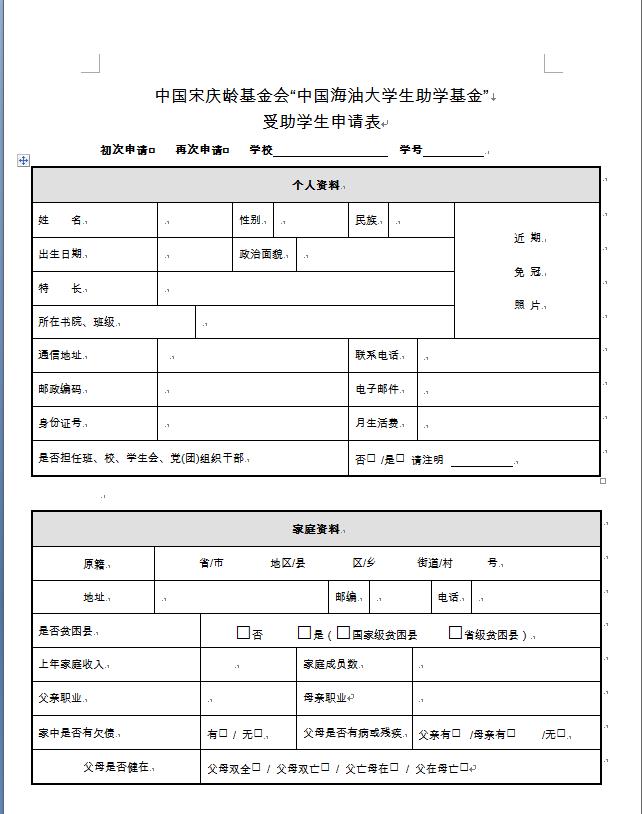 中国宋庆龄基金会“中国海油大学生助学基金”
受助学生申请表
初次申请□ 再次申请□ 学校__________ 学号______
个人资料
姓 名 性别 民族
近 期
出生日期 政治面貌
免 冠
特 长
照 片
所在书院、班级
通信地址 联系电话
邮政编码 电子邮件
身份证号 月生活费
是否担任班、校、学生会、党(团)组织干部 否□ /是□ 请注明 ______
家庭资料
原籍 省/市 地区/县 区/乡 街道/村 号
地址 邮编 电话
是否贫困县 □否 □是（□国家级贫困县 □省级贫困县）
上年家庭收入 家庭成员数
父亲职业 母亲职业
家中是否有欠债 有□ / 无□ 父母是否有病或残疾 父亲有□ /母亲有□ /无□
父母是否健在 父母双全□ / 父母双亡□ / 父亡母在□ / 父在母亡□